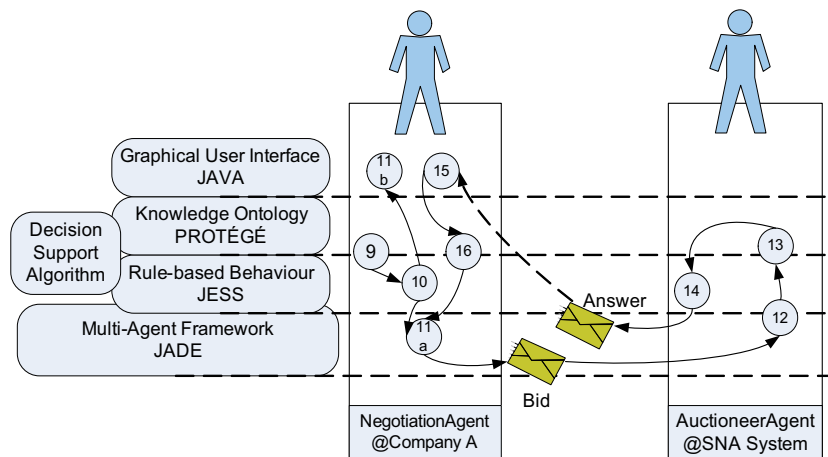 Graphical User Interface
JAVA
Knowledge Ontology
PROTÉGÉ
Decision
Support
Algorithm
Rule-based Behaviour
JESS
Multi-Agent Framework
JADE
11
b
15
9
10
16
11
a
Bid
Answer
14
13
12
NegotiationAgent
@Company A
AuctioneerAgent
@SNA System